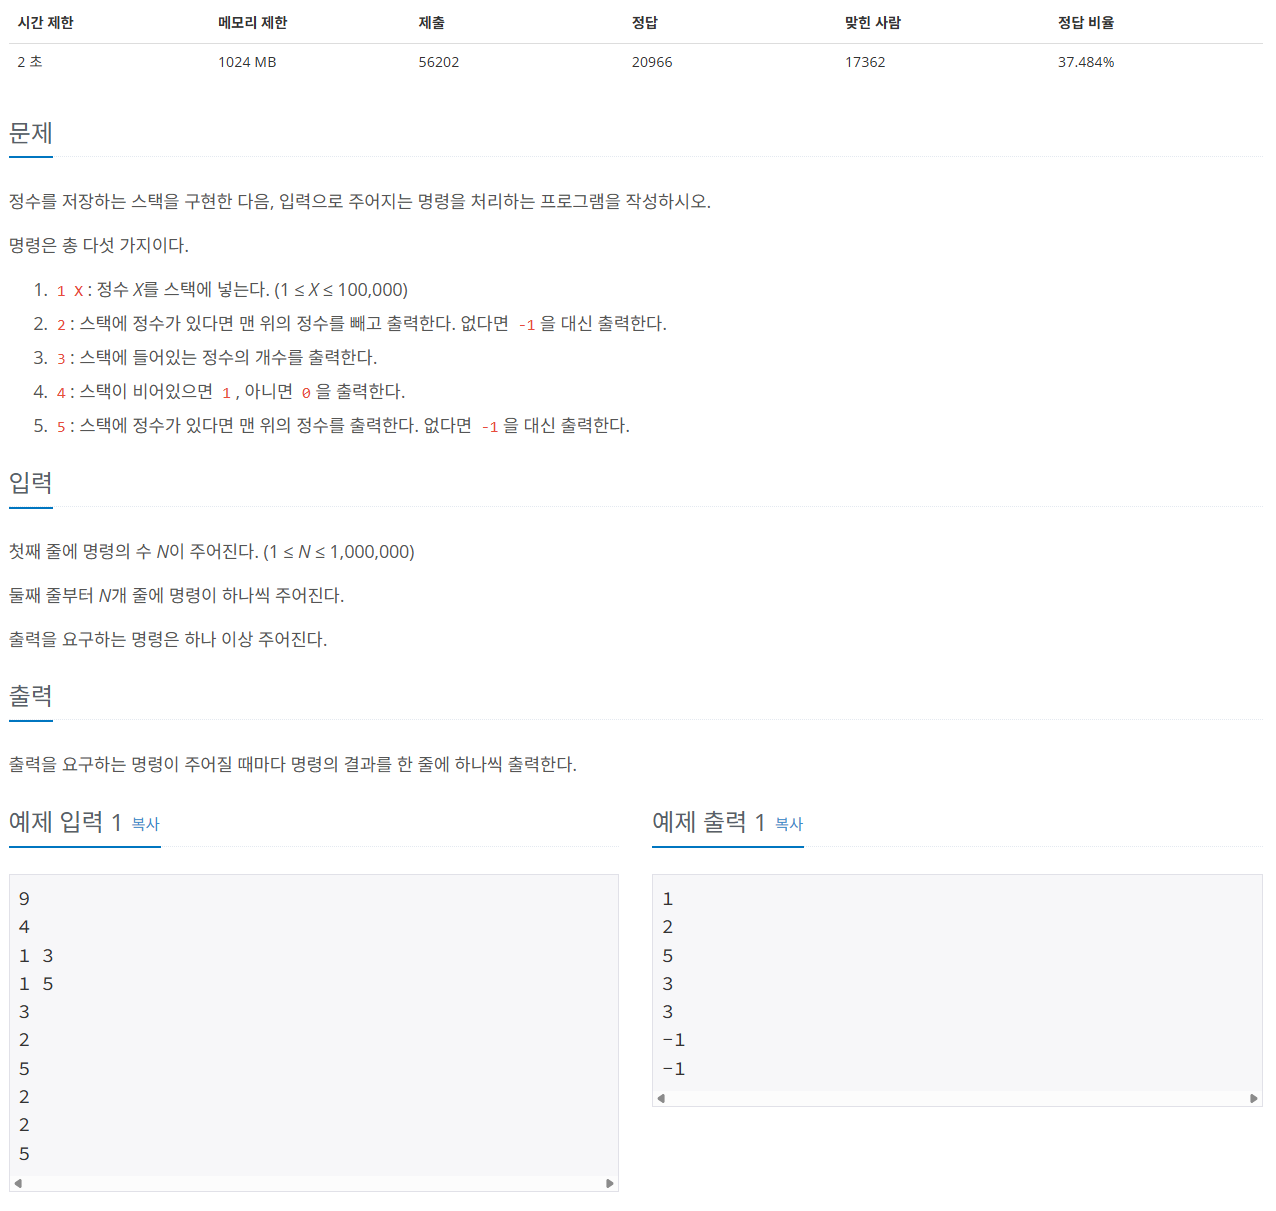 시간 제한 메모리 제한 제출 정답 맞힌 사람 정답 비율
2 초 1024 MB 56202 20966 17362 37.484%
문제
정수를 저장하는 스택을 구현한 다음, 입력으로 주어지는 명령을 처리하는 프로그램을 작성하시오.
명령은 총 다섯 가지이다.
1. 1 X : 정수 X를 스택에 넣는다. (1 ≤ X ≤ 100,000)
2. 2 : 스택에 정수가 있다면 맨 위의 정수를 빼고 출력한다. 없다면 -1 을 대신 출력한다.
3. 3 : 스택에 들어있는 정수의 개수를 출력한다.
4. 4 : 스택이 비어있으면 1 , 아니면 0 을 출력한다.
5. 5 : 스택에 정수가 있다면 맨 위의 정수를 출력한다. 없다면 -1 을 대신 출력한다.
입력
첫째 줄에 명령의 수 N이 주어진다. (1 ≤ N ≤ 1,000,000)
둘째 줄부터 N개 줄에 명령이 하나씩 주어진다.
출력을 요구하는 명령은 하나 이상 주어진다.
출력
출력을 요구하는 명령이 주어질 때마다 명령의 결과를 한 줄에 하나씩 출력한다.
예제 입력 1 복사
9
4
1 3
1 5
3
2
5
2
2
5
예제 출력 1 복사
1
2
5
3
3
-1
-1